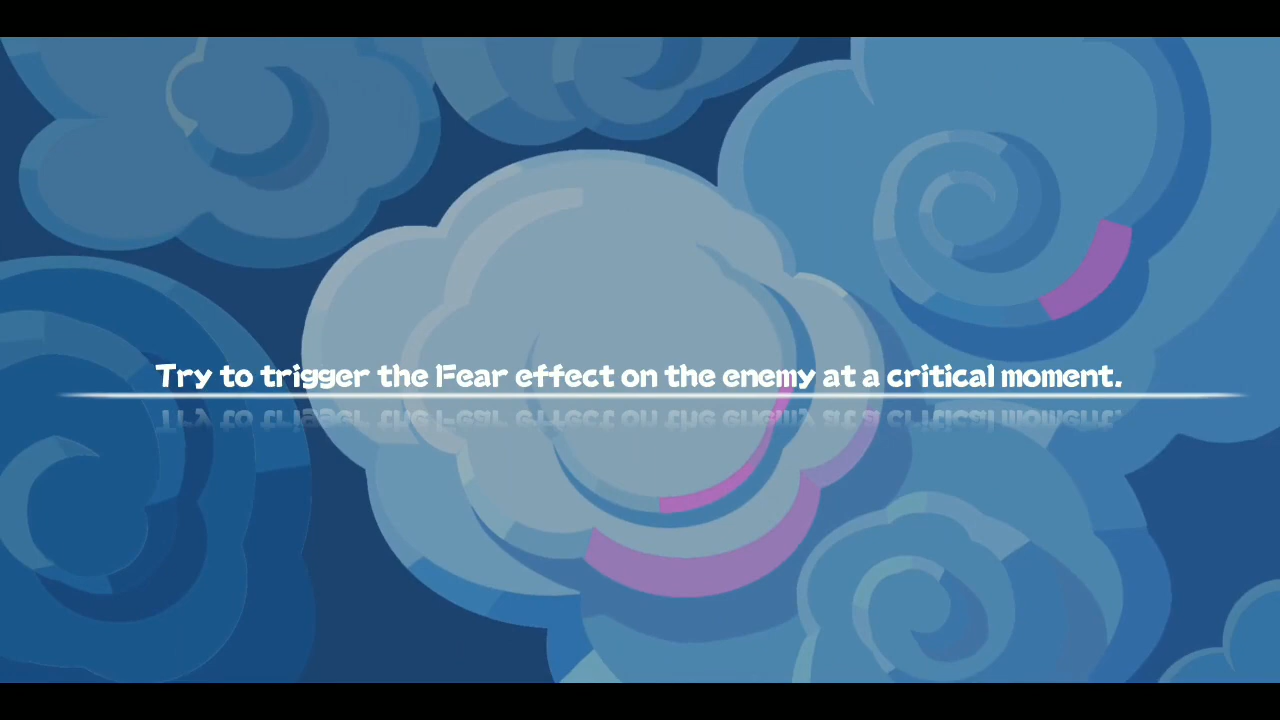 Try to trigger the Fear effect on the enemy at a critical moment.